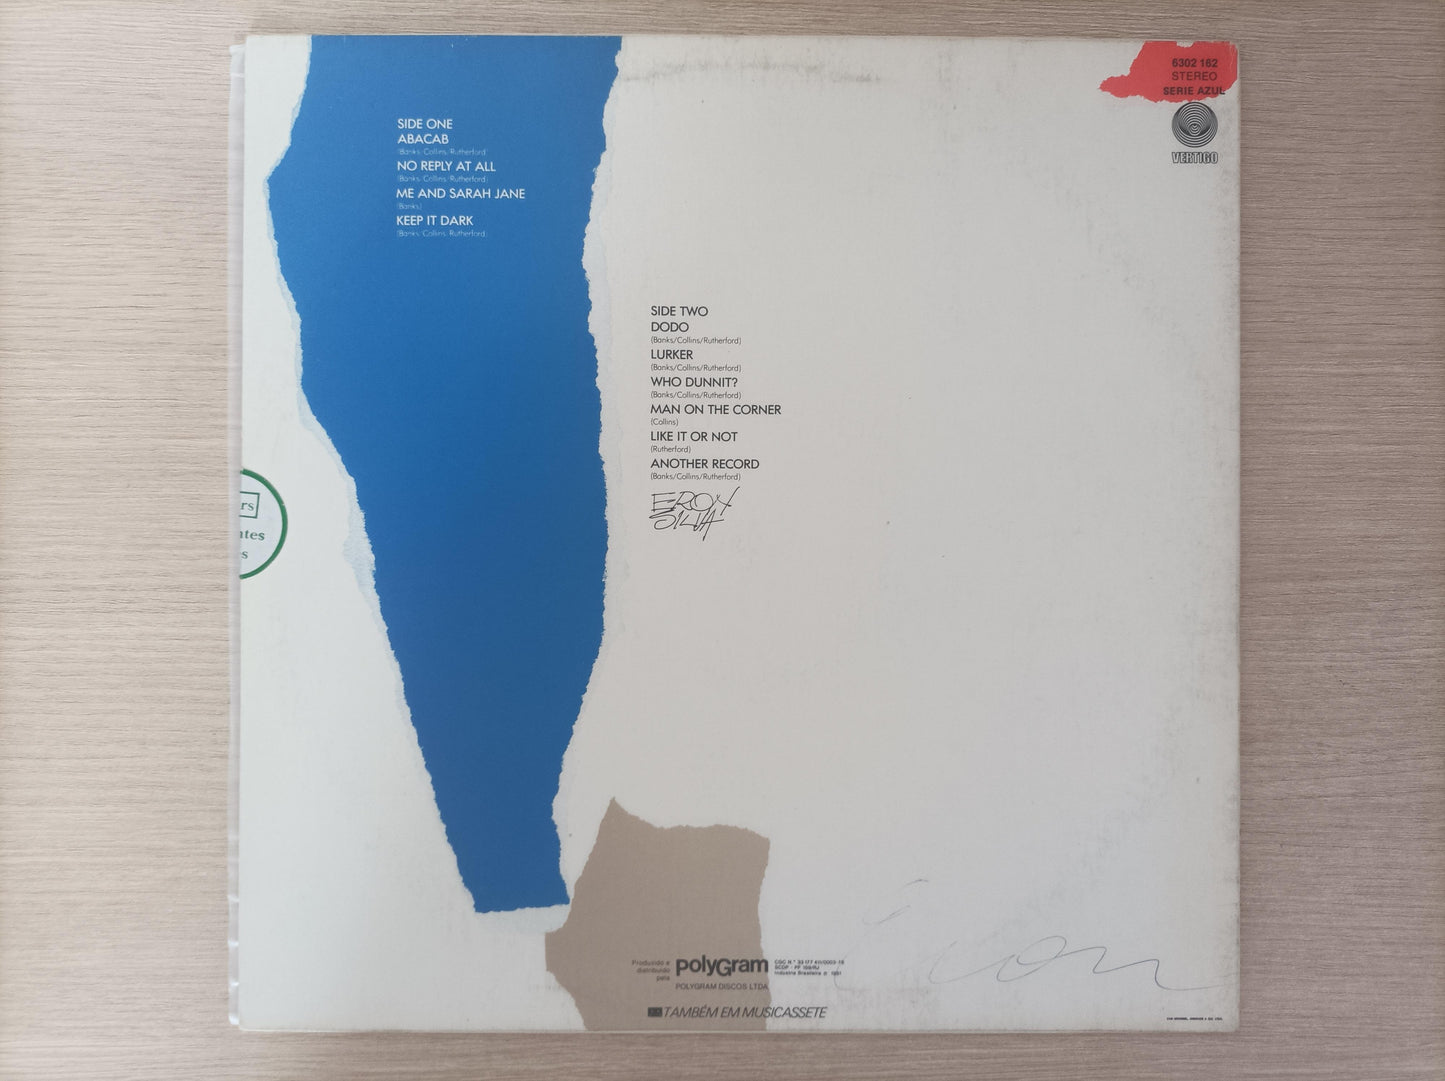 6302 162
STEREO
SERIE AZUL
VERTIGO
SIDE ONE
ABACAB
(Banks/Collins/Rutherford)
NO REPLY AT ALL
(Banks/Collins/Rutherford)
ME AND SARAH JANE
(Banks)
KEEP IT DARK
(Banks/Collins/Rutherford)
SIDE TWO
DODO
(Banks/Collins/Rutherford)
LURKER
(Banks/Collins/Rutherford)
WHO DUNNIT?
(Banks/Collins/Rutherford)
MAN ON THE CORNER
(Collins)
LIKE IT OR NOT
(Rutherford)
ANOTHER RECORD
(Banks/Collins/Rutherford)
SILVA
Produzido e
distribuído
pela
polyGram
POLYGRAM DISCOS LTDA
Indústria Brasileira ℗ 1981
TAMBÉM EM MUSICASSETE